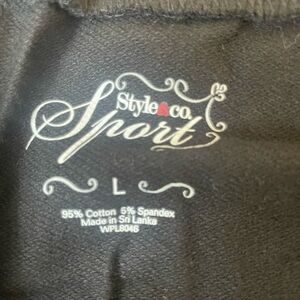 Style&co.
Sport
L
95% Cotton 5% Spandex
Made in Sri Lanka
WPL8046